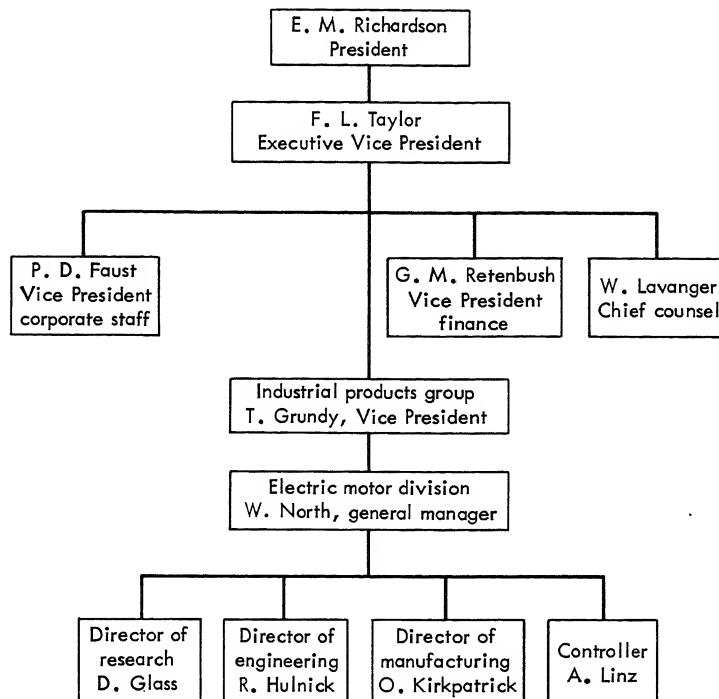 E. M. Richardson
President
F. L. Taylor
Executive Vice President
P. D. Faust
Vice President
corporate staff
G. M. Retenbush
Vice President
finance
W. Lavanger
Chief counsel
Industrial products group
T. Grundy, Vice President
Electric motor division
W. North, general manager
Director of
research
D. Glass
Director of
engineering
R. Hulnick
Director of
manufacturing
O. Kirkpatrick
Controller
A. Linz